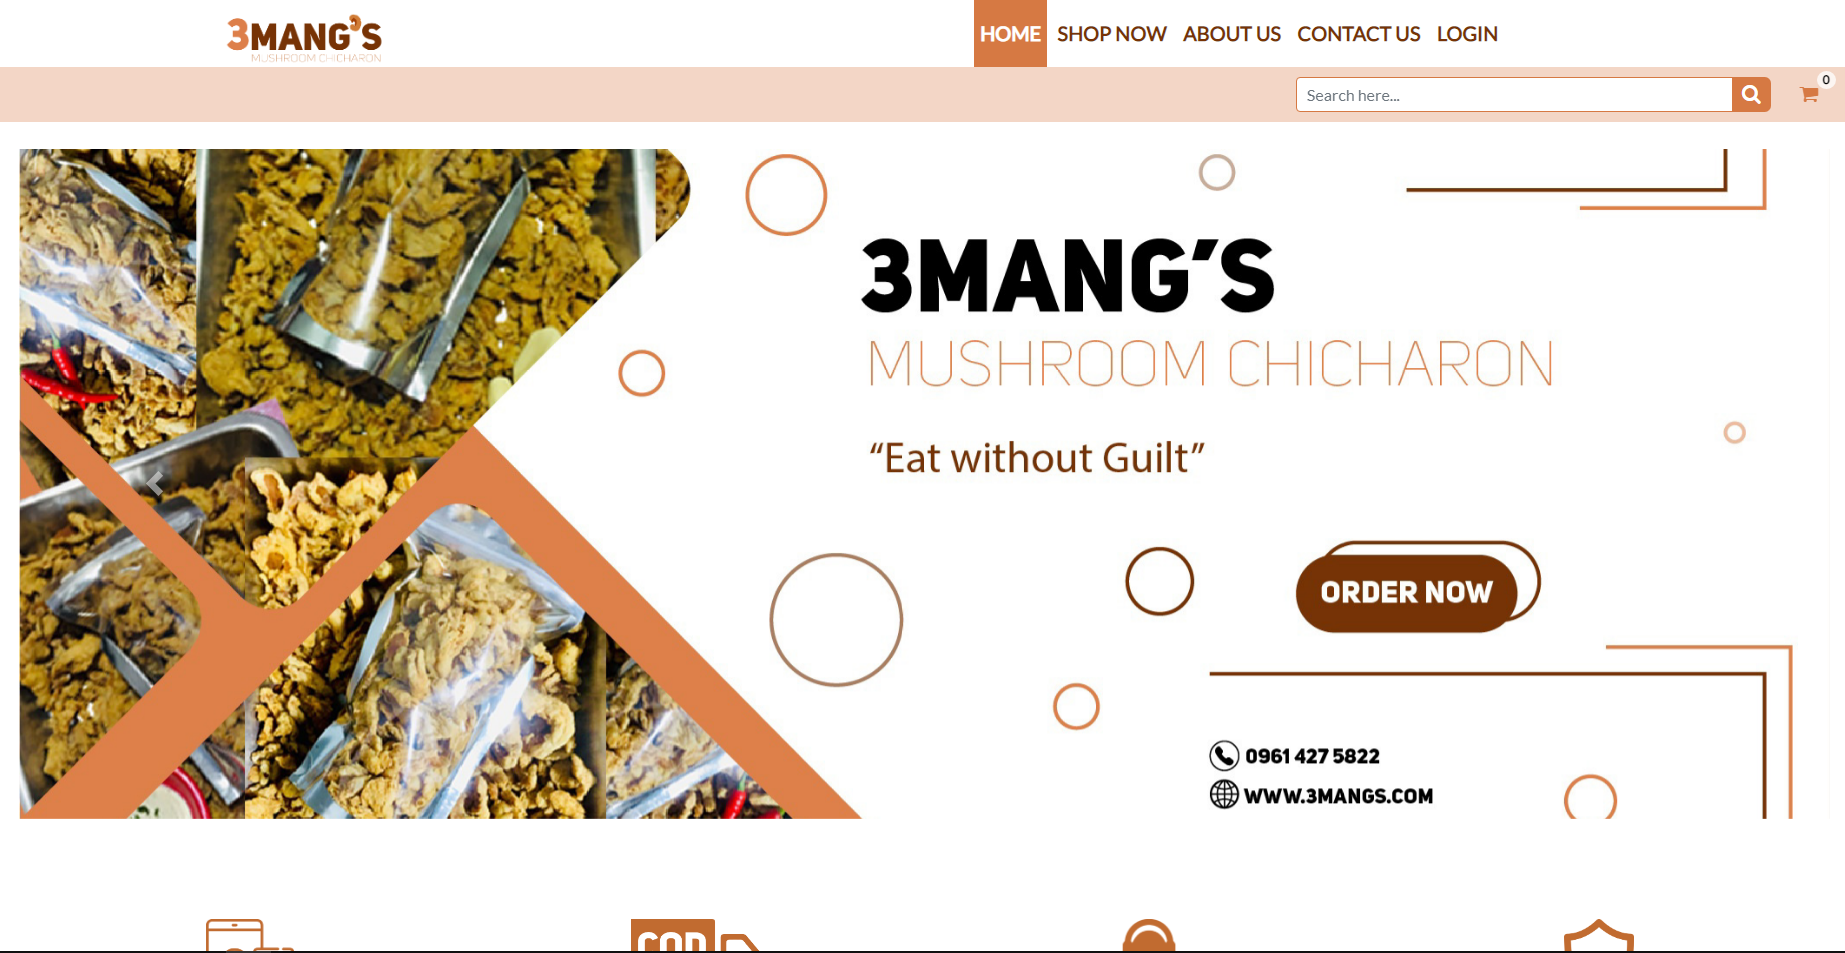 3MANG'S
MUSHROOM CHICHARON
HOME SHOP NOW ABOUT US CONTACT US LOGIN
Search here...
0
3MANG'S
MUSHROOM CHICHARON
“Eat without Guilt”
ORDER NOW
0961 427 5822
WWW.3MANGS.COM
COD